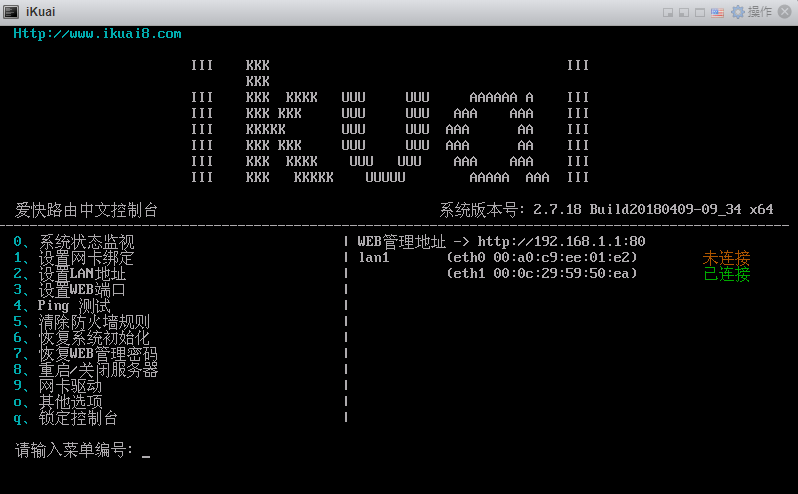 iKuai
操作
Http://www.ikuai8.com
III KKK III
KKK
III KKK KKKK UUU UUU AAAAAA A III
III KKK KKK UUU UUU AAA AAA III
III KKKKK UUU UUU AAA AA III
III KKK KKK UUU UUU AAA AA III
III KKK KKKK UUU UUU AAA AAA III
III KKK KKKKK UUUUU AAAAA AAA III
爱快路由中文控制台 系统版本号: 2.7.18 Build20180409-09_34 x64
0、系统状态监视 | WEB管理地址 -> http://192.168.1.1:80
1、设置网卡绑定 | lan1 (eth0 00:a0:c9:ee:01:e2) 未连接
2、设置LAN地址 | (eth1 00:0c:29:59:50:ea) 已连接
3、设置WEB端口 |
4、Ping 测试 |
5、清除防火墙规则 |
6、恢复系统初始化 |
7、恢复WEB管理密码 |
8、重启/关闭服务器 |
9、网卡驱动 |
o、其他选项 |
q、锁定控制台 |
请输入菜单编号: _